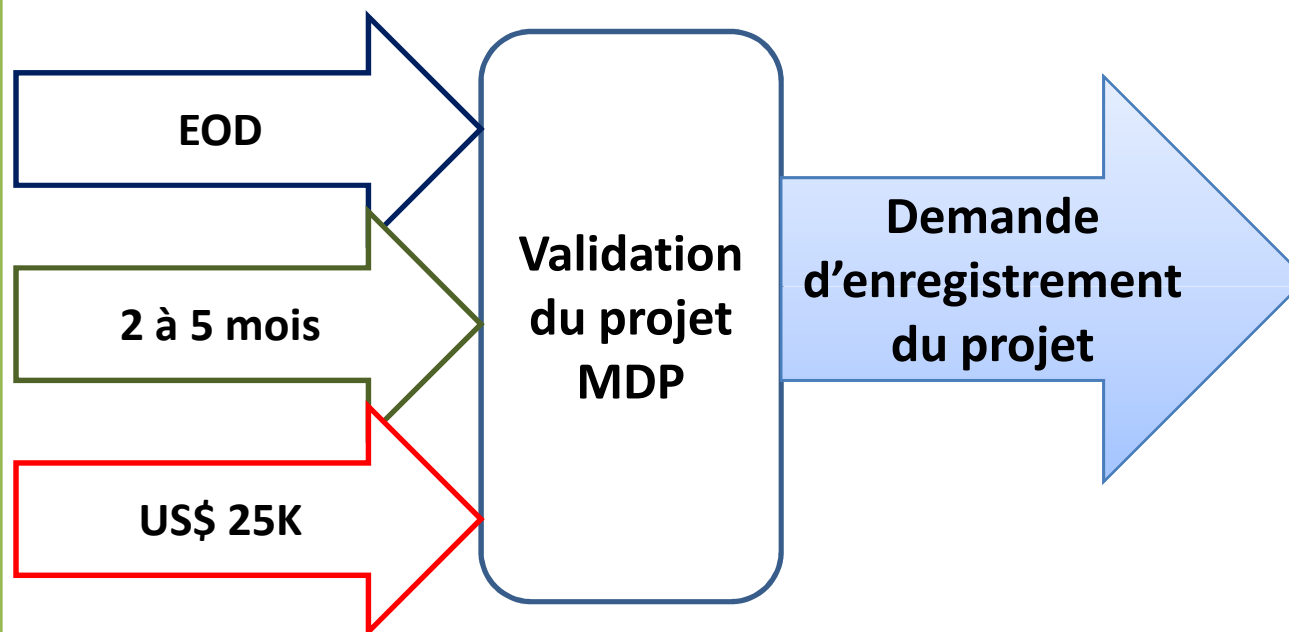 EOD
2 à 5 mois
US$ 25K
Validation
du projet
MDP
Demande
d’enregistrement
du projet